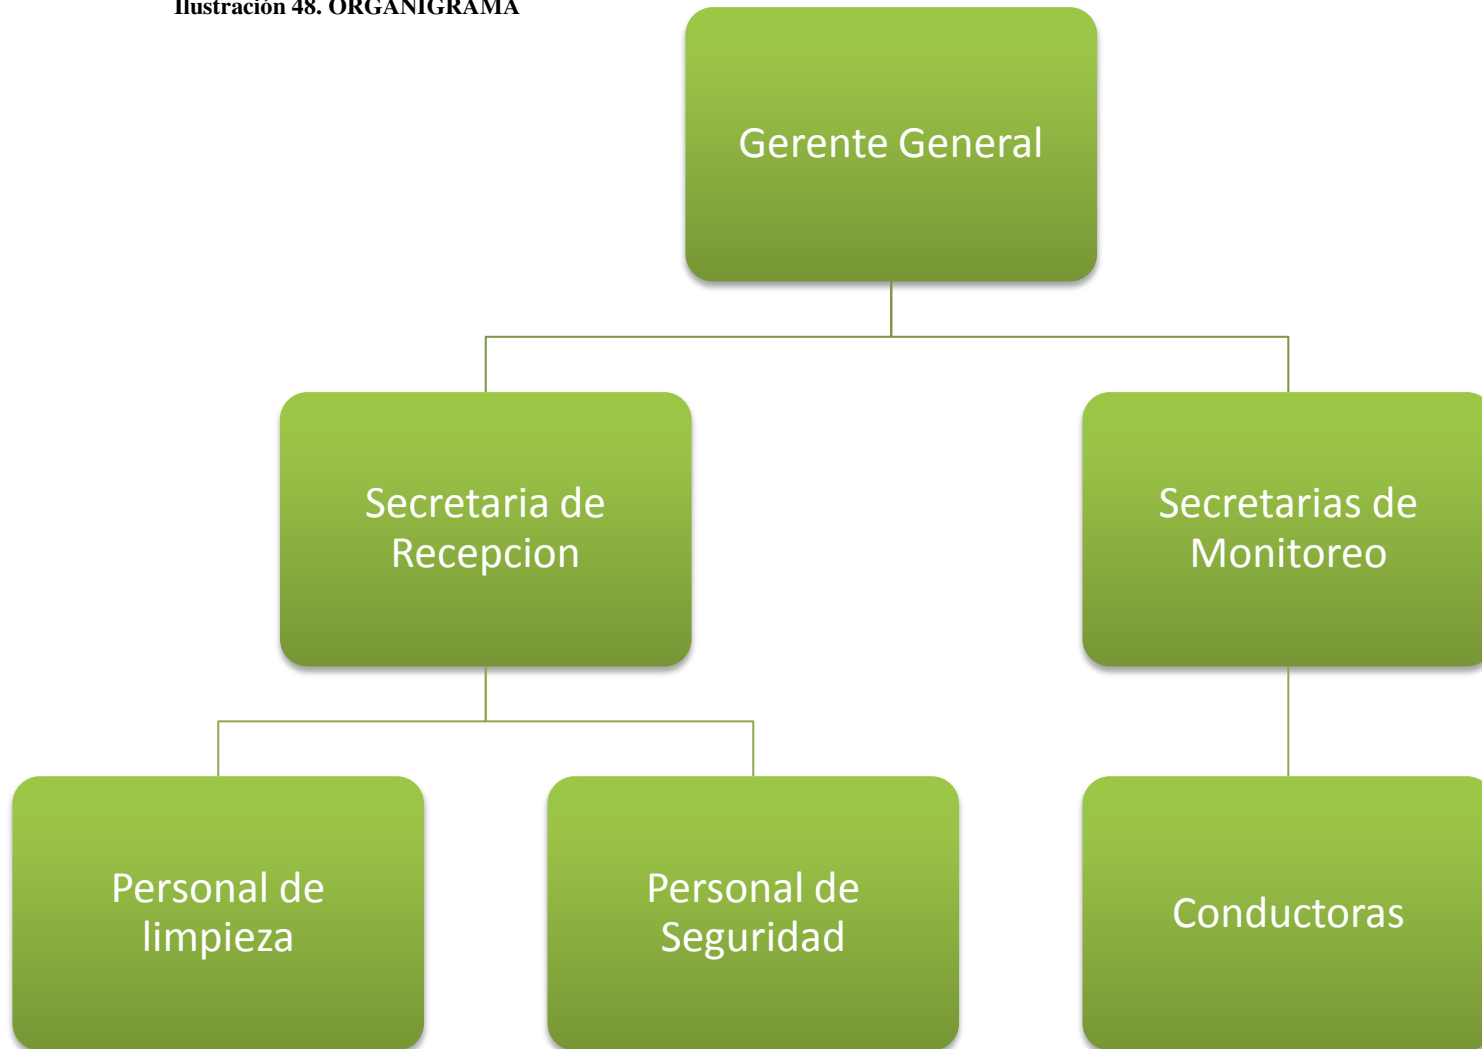 Ilustración 48. ORGANIGRAMA
Gerente General
Secretaria de
Recepcion
Secretarias de
Monitoreo
Personal de
limpieza
Personal de
Seguridad
Conductoras